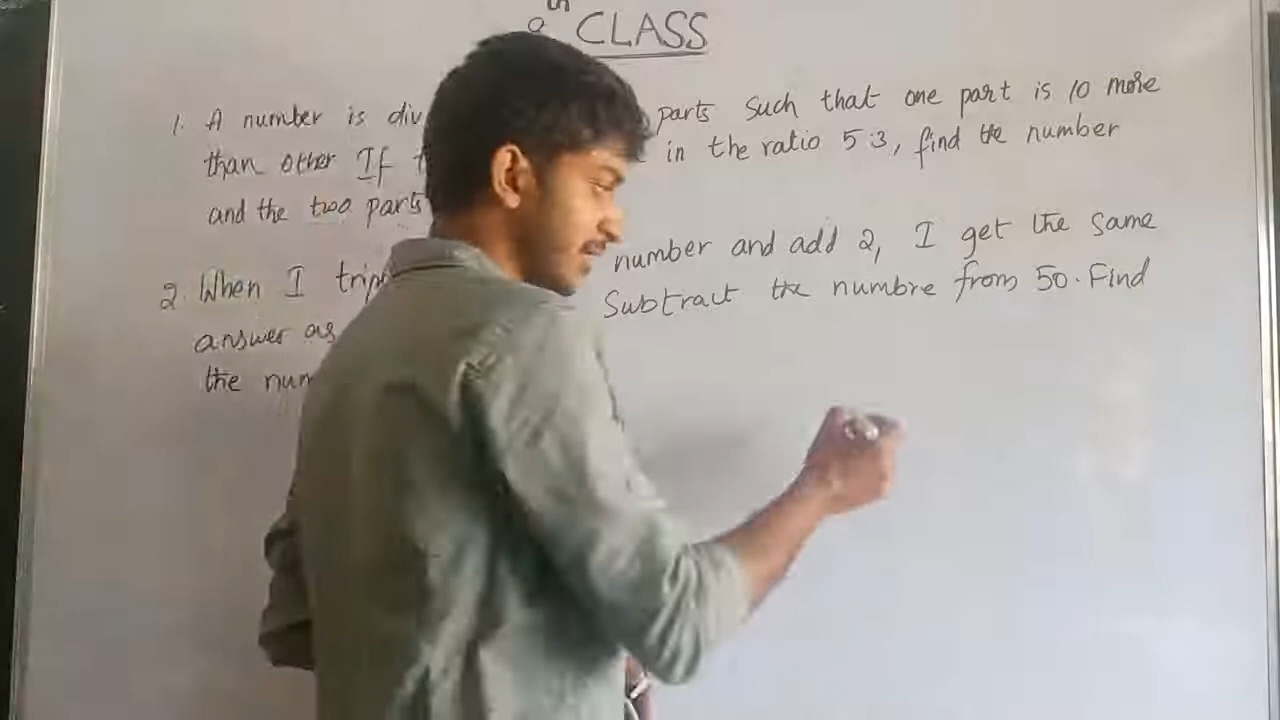 th CLASS
1. A number is div parts such that one part is 10 more
than other If in the ratio 5:3, find the number
and the two parts
2. When I trip number and add 2, I get the same
answer as Subtract the numbre from 50. Find
the num